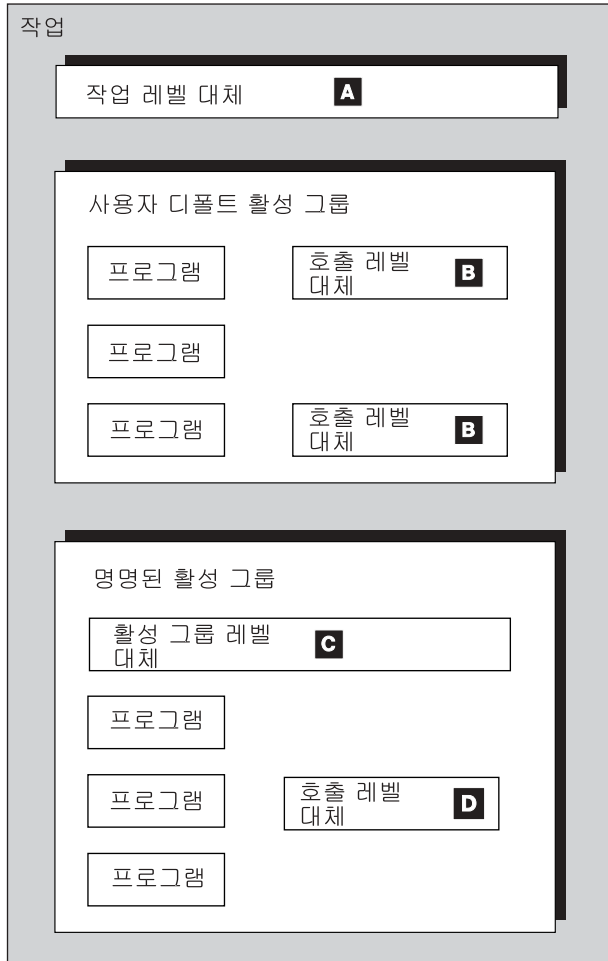 작업
작업 레벨 대체 A
사용자 디폴트 활성 그룹
프로그램
호출 레벨
대체 B
프로그램
프로그램
호출 레벨
대체 B
명명된 활성 그룹
활성 그룹 레벨
대체 C
프로그램
프로그램
호출 레벨
대체 D
프로그램